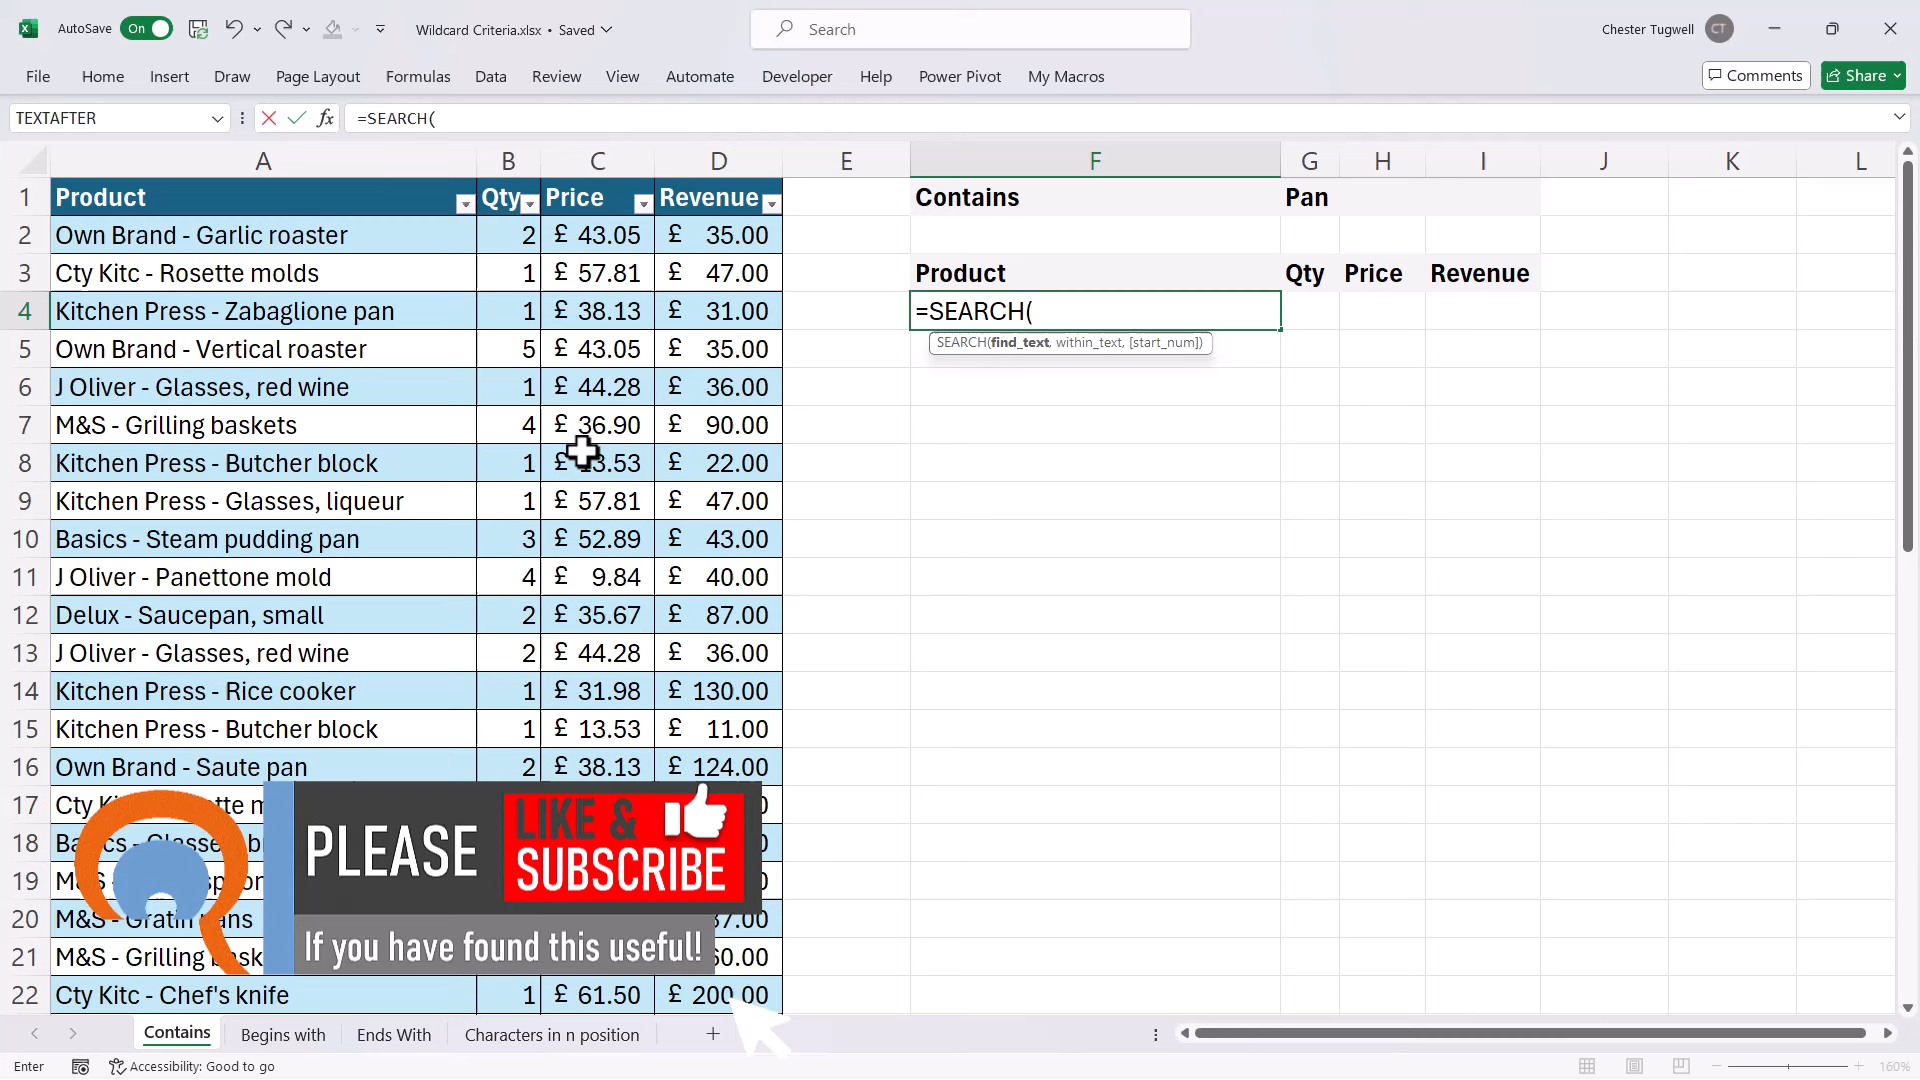 AutoSave On Wildcard Criteria.xlsx • Saved Search Chester Tugwell CT
File Home Insert Draw Page Layout Formulas Data Review View Automate Developer Help Power Pivot My Macros Comments Share
TEXTAFTER fx =SEARCH(
A B C D E F G H I J K L
1 Product Qty Price Revenue Contains Pan
2 Own Brand - Garlic roaster 2 £ 43.05 £ 35.00
3 Cty Kitc - Rosette molds 1 £ 57.81 £ 47.00 Product Qty Price Revenue
4 Kitchen Press - Zabaglione pan 1 £ 38.13 £ 31.00 =SEARCH(
SEARCH(find_text, within_text, [start_num])
5 Own Brand - Vertical roaster 5 £ 43.05 £ 35.00
6 J Oliver - Glasses, red wine 1 £ 44.28 £ 36.00
7 M&S - Grilling baskets 4 £ 36.90 £ 90.00
8 Kitchen Press - Butcher block 1 £ 13.53 £ 22.00
9 Kitchen Press - Glasses, liqueur 1 £ 57.81 £ 47.00
10 Basics - Steam pudding pan 3 £ 52.89 £ 43.00
11 J Oliver - Panettone mold 4 £ 9.84 £ 40.00
12 Delux - Saucepan, small 2 £ 35.67 £ 87.00
13 J Oliver - Glasses, red wine 2 £ 44.28 £ 36.00
14 Kitchen Press - Rice cooker 1 £ 31.98 £ 130.00
15 Kitchen Press - Butcher block 1 £ 13.53 £ 11.00
16 Own Brand - Saute pan 2 £ 38.13 £ 124.00
17 Cty
18
19
20 M&S - Gratin pans
21 M&S - Grilling
22 Cty Kitc - Chef's knife 1 £ 61.50 £ 200.00
PLEASE LIKE & SUBSCRIBE
If you have found this useful!
Contains Begins with Ends With Characters in n position
Enter Accessibility: Good to go 160%